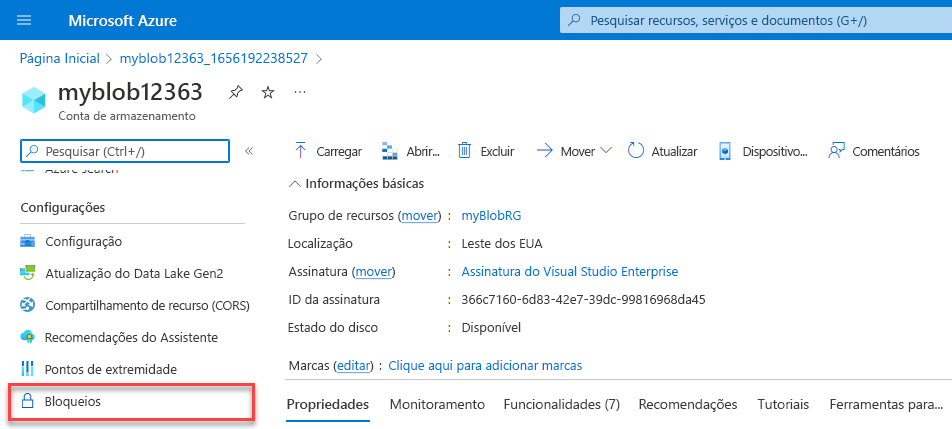 Microsoft Azure
Pesquisar recursos, serviços e documentos (G+/)
Página Inicial > myblob12363_1656192238527 >
myblob12363
Conta de armazenamento
Pesquisar (Ctrl+/)
Azure search
Configurações
Configuração
Atualização do Data Lake Gen2
Compartilhamento de recurso (CORS)
Recomendações do Assistente
Pontos de extremidade
Bloqueios
Carregar Abrir... Excluir Mover Atualizar Dispositivo... Comentários
Informações básicas
Grupo de recursos (mover) : myBlobRG
Localização : Leste dos EUA
Assinatura (mover) : Assinatura do Visual Studio Enterprise
ID da assinatura : 366c7160-6d83-42e7-39dc-99816968da45
Estado do disco : Disponível
Marcas (editar) : Clique aqui para adicionar marcas
Propriedades Monitoramento Funcionalidades (7) Recomendações Tutoriais Ferramentas para...